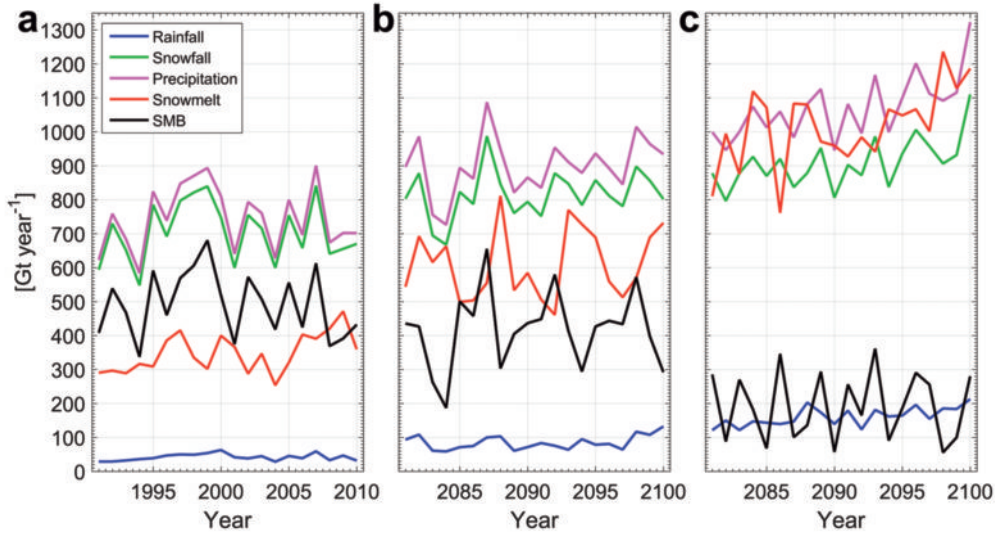 a
b
c
[Gt year⁻¹]
1300
1200
1100
1000
900
800
700
600
500
400
300
200
100
0
Rainfall
Snowfall
Precipitation
Snowmelt
SMB
1995 2000 2005 2010
2085 2090 2095 2100
2085 2090 2095 2100
Year
Year
Year